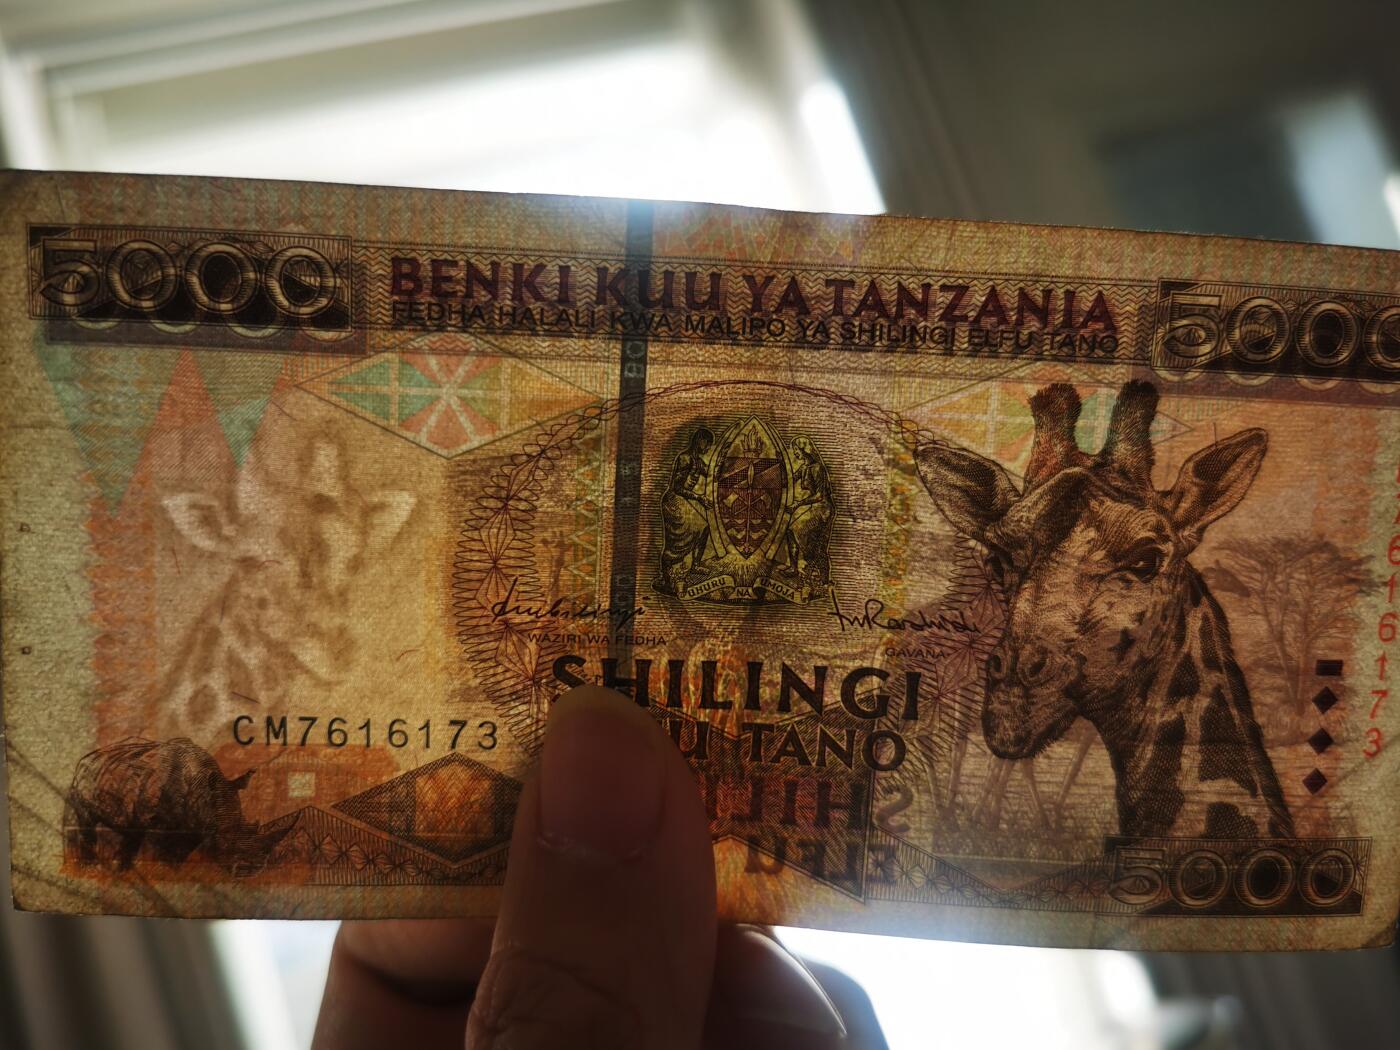 5000
BENKI KUU YA TANZANIA
5000
FEDHA HALALI KWA MALIPO YA SHILINGI ELFU TANO
UHURU NA UMOJA
WAZIRI WA FEDHA
GAVANA
SHILINGI
TANO
CM7616173
5000